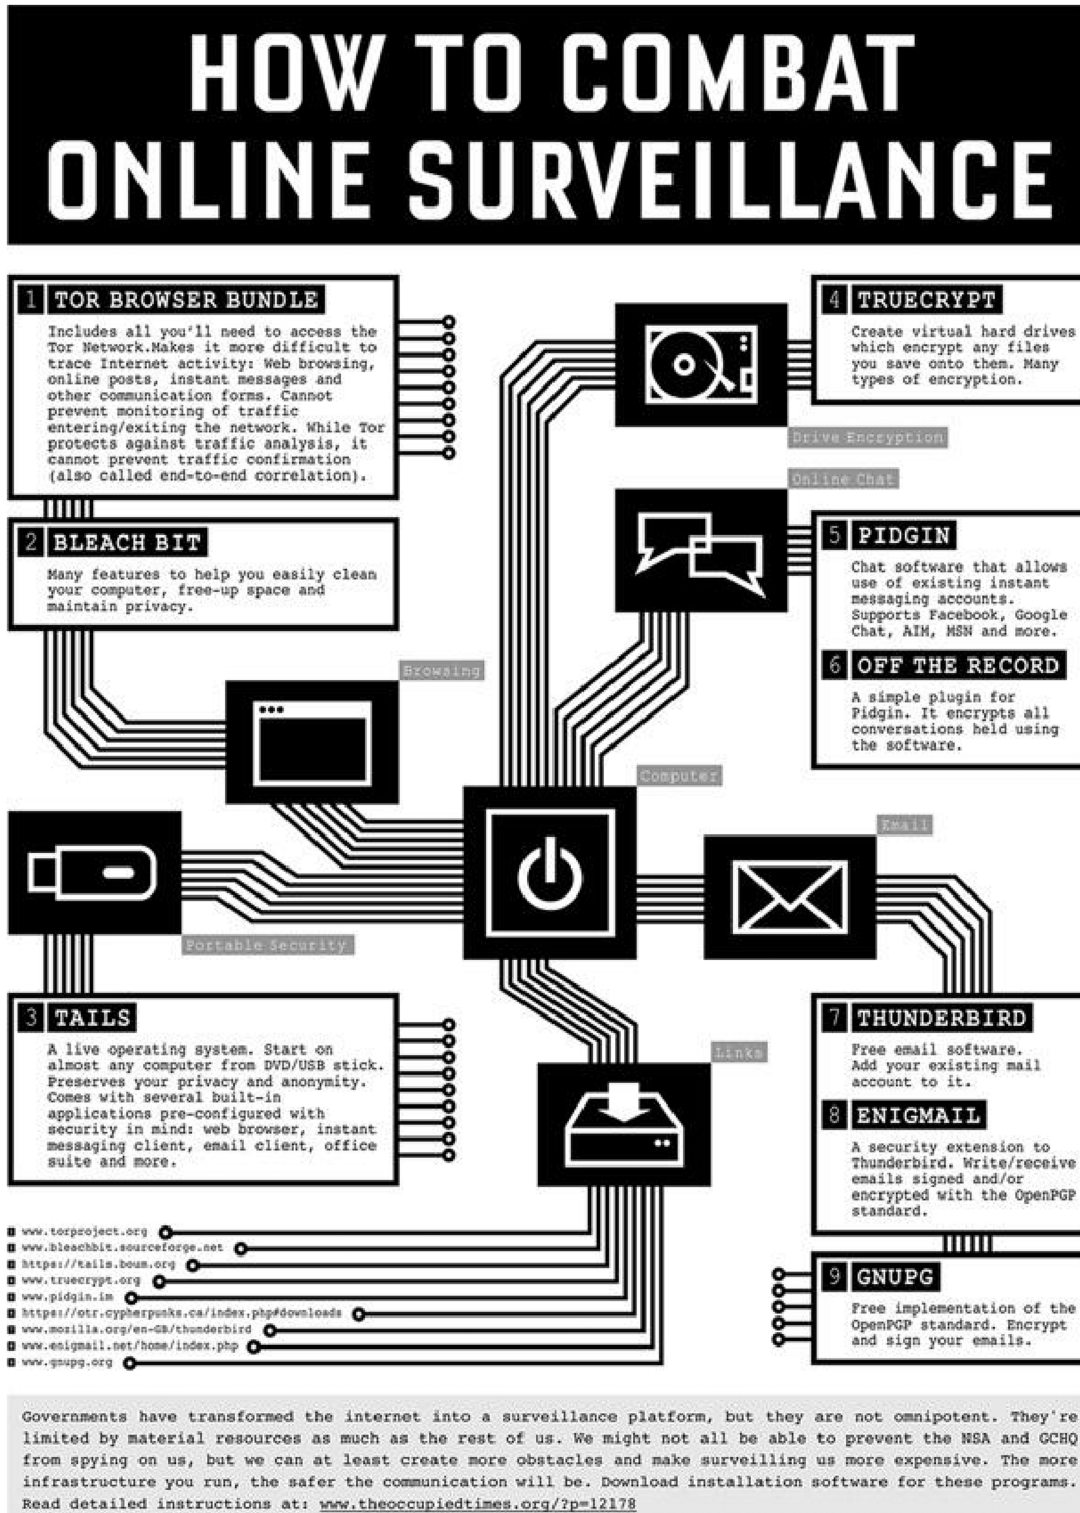 HOW TO COMBAT
ONLINE SURVEILLANCE
1 TOR BROWSER BUNDLE
Includes all you'll need to access the
Tor Network.Makes it more difficult to
trace Internet activity: Web browsing,
online posts, instant messages and
other communication forms. Cannot
prevent monitoring of traffic
entering/exiting the network. While Tor
protects against traffic analysis, it
cannot prevent traffic confirmation
(also called end-to-end correlation).
2 BLEACH BIT
Many features to help you easily clean
your computer, free-up space and
maintain privacy.
Browsing
Portable Security
3 TAILS
A live operating system. Start on
almost any computer from DVD/USB stick.
Preserves your privacy and anonymity.
Comes with several built-in
applications pre-configured with
security in mind: web browser, instant
messaging client, email client, office
suite and more.
4 TRUECRYPT
Create virtual hard drives
which encrypt any files
you save onto them. Many
types of encryption.
Drive Encryption
Online Chat
5 PIDGIN
Chat software that allows
use of existing instant
messaging accounts.
Supports Facebook, Google
Chat, AIM, MSN and more.
6 OFF THE RECORD
A simple plugin for
Pidgin. It encrypts all
conversations held using
the software.
Computer
Email
7 THUNDERBIRD
Free email software.
Add your existing mail
account to it.
8 ENIGMAIL
A security extension to
Thunderbird. Write/receive
emails signed and/or
encrypted with the OpenPGP
standard.
9 GNUPG
Free implementation of the
OpenPGP standard. Encrypt
and sign your emails.
Links
www.torproject.org
www.bleachbit.sourceforge.net
https://tails.boum.org
www.truecrypt.org
www.pidgin.im
https://otr.cypherpunks.ca/index.php#downloads
www.mozilla.org/en-GB/thunderbird
www.enigmail.net/home/index.php
www.gnupg.org
Governments have transformed the internet into a surveillance platform, but they are not omnipotent. They're
limited by material resources as much as the rest of us. We might not all be able to prevent the NSA and GCHQ
from spying on us, but we can at least create more obstacles and make surveilling us more expensive. The more
infrastructure you run, the safer the communication will be. Download installation software for these programs.
Read detailed instructions at: www.theoccupiedtimes.org/?p=12178